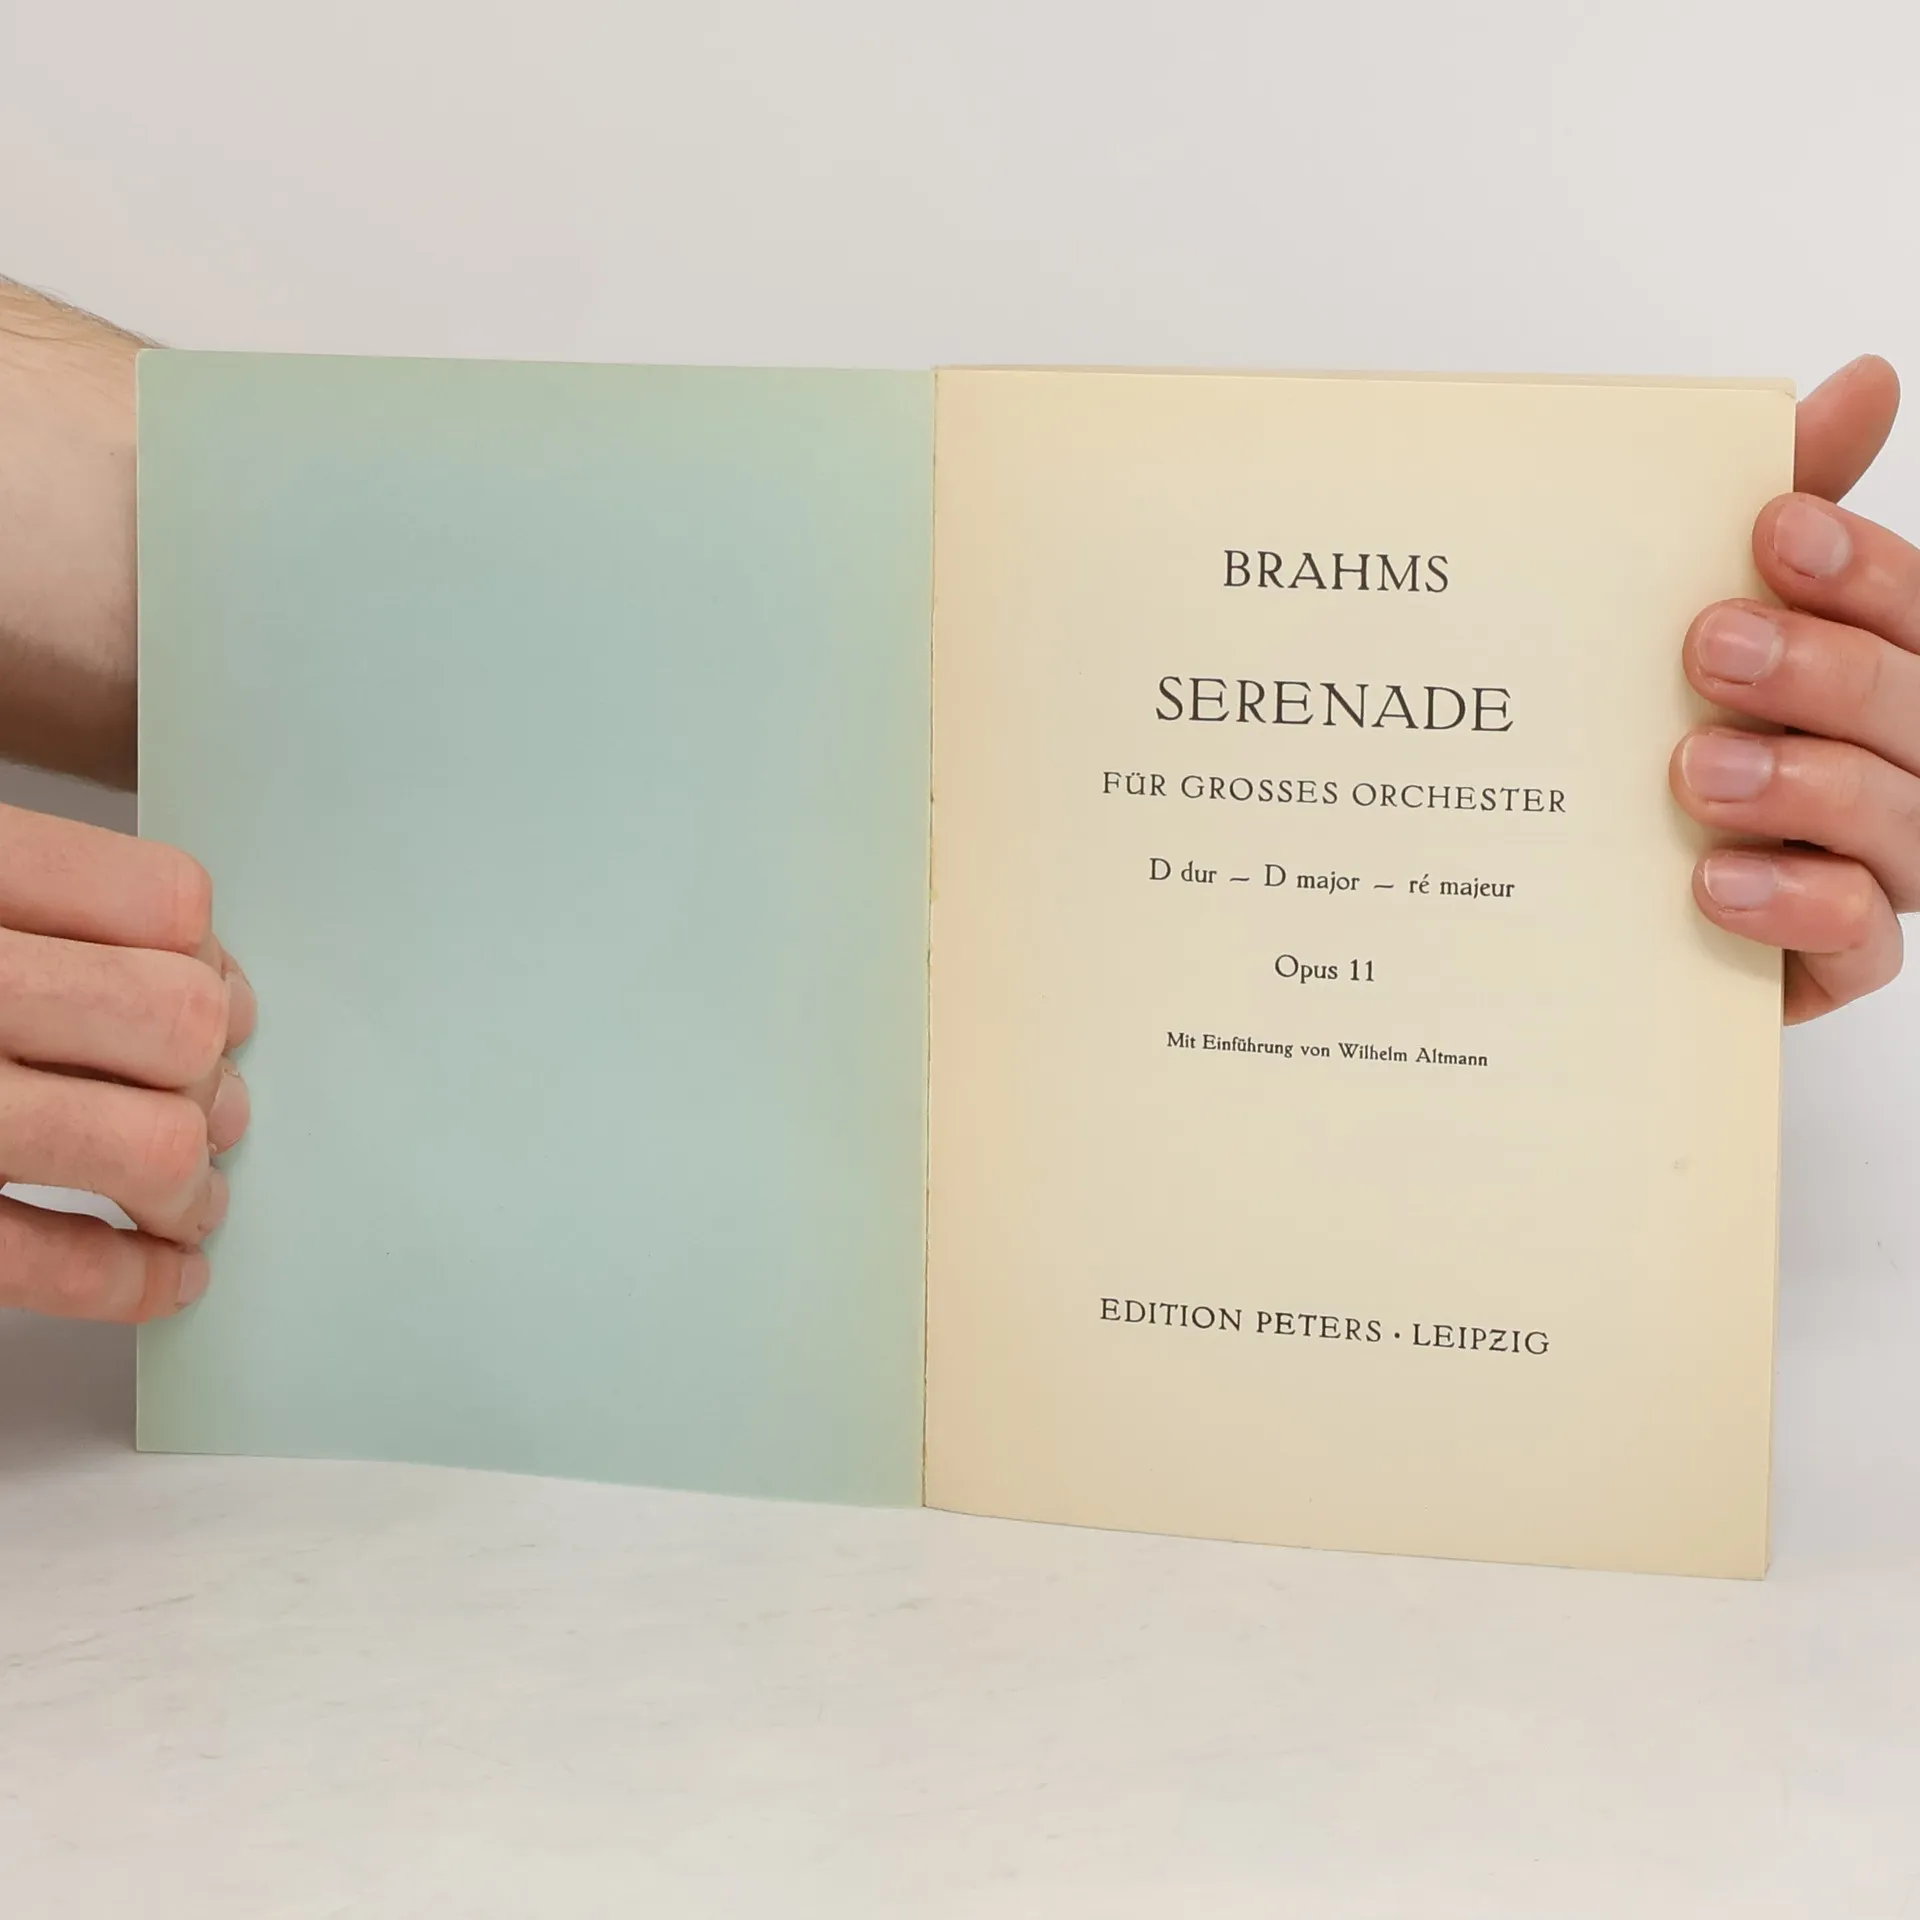 BRAHMS
SERENADE
FÜR GROSSES ORCHESTER
D dur – D major – ré majeur
Opus 11
Mit Einführung von Wilhelm Altmann
EDITION PETERS · LEIPZIG